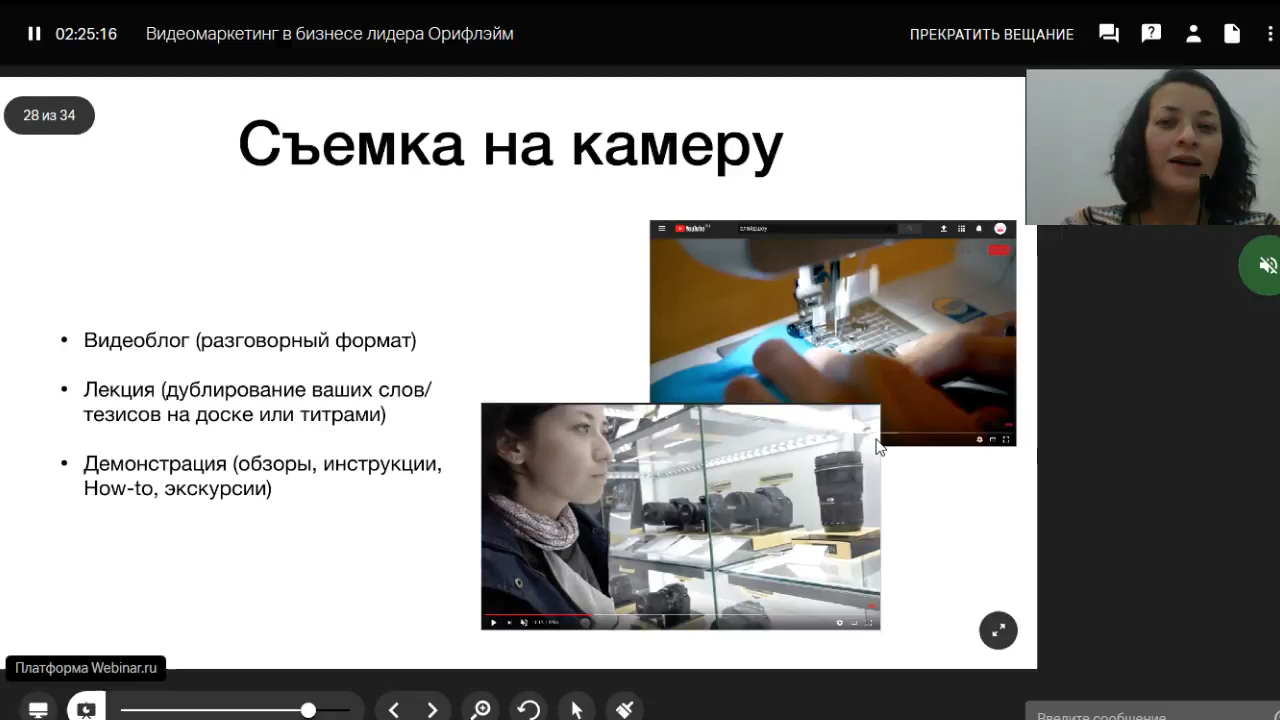 02:25:16
Видеомаркетинг в бизнесе лидера Орифлэйм
ПРЕКРАТИТЬ ВЕЩАНИЕ
28 из 34
Съемка на камеру
YouTube
слайдшоу
• Видеоблог (разговорный формат)
• Лекция (дублирование ваших слов/
тезисов на доске или титрами)
• Демонстрация (обзоры, инструкции,
How-to, экскурсии)
Платформа Webinar.ru
Введите сообщение